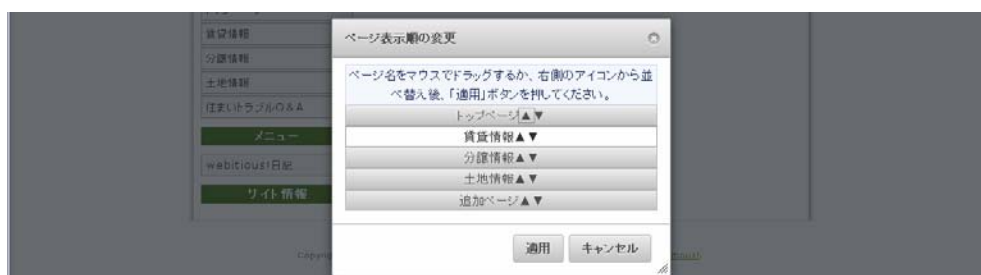 賃貸情報
分譲情報
土地情報
住まいトラブルQ&A
メニュー
webitious!日記
サイト情報
ページ表示順の変更
ページ名をマウスでドラッグするか、右側のアイコンから並
べ替え後、「適用」ボタンを押してください。
トップページ▲▼
賃貸情報▲▼
分譲情報▲▼
土地情報▲▼
追加ページ▲▼
適用 キャンセル